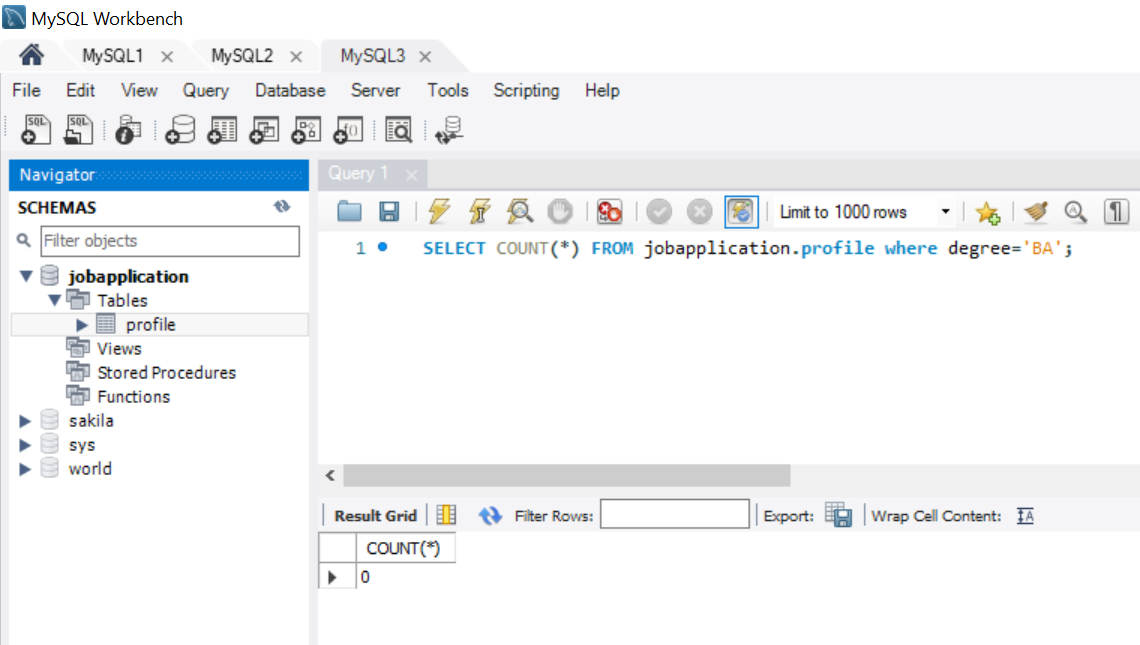 MySQL Workbench
MySQL1 MySQL2 MySQL3
File Edit View Query Database Server Tools Scripting Help
SQL SQL
Navigator
SCHEMAS
Filter objects
jobapplication
Tables
profile
Views
Stored Procedures
Functions
sakila
sys
world
Query 1
Limit to 1000 rows
1 SELECT COUNT(*) FROM jobapplication.profile where degree='BA';
Result Grid Filter Rows: Export: Wrap Cell Content:
COUNT(*)
0